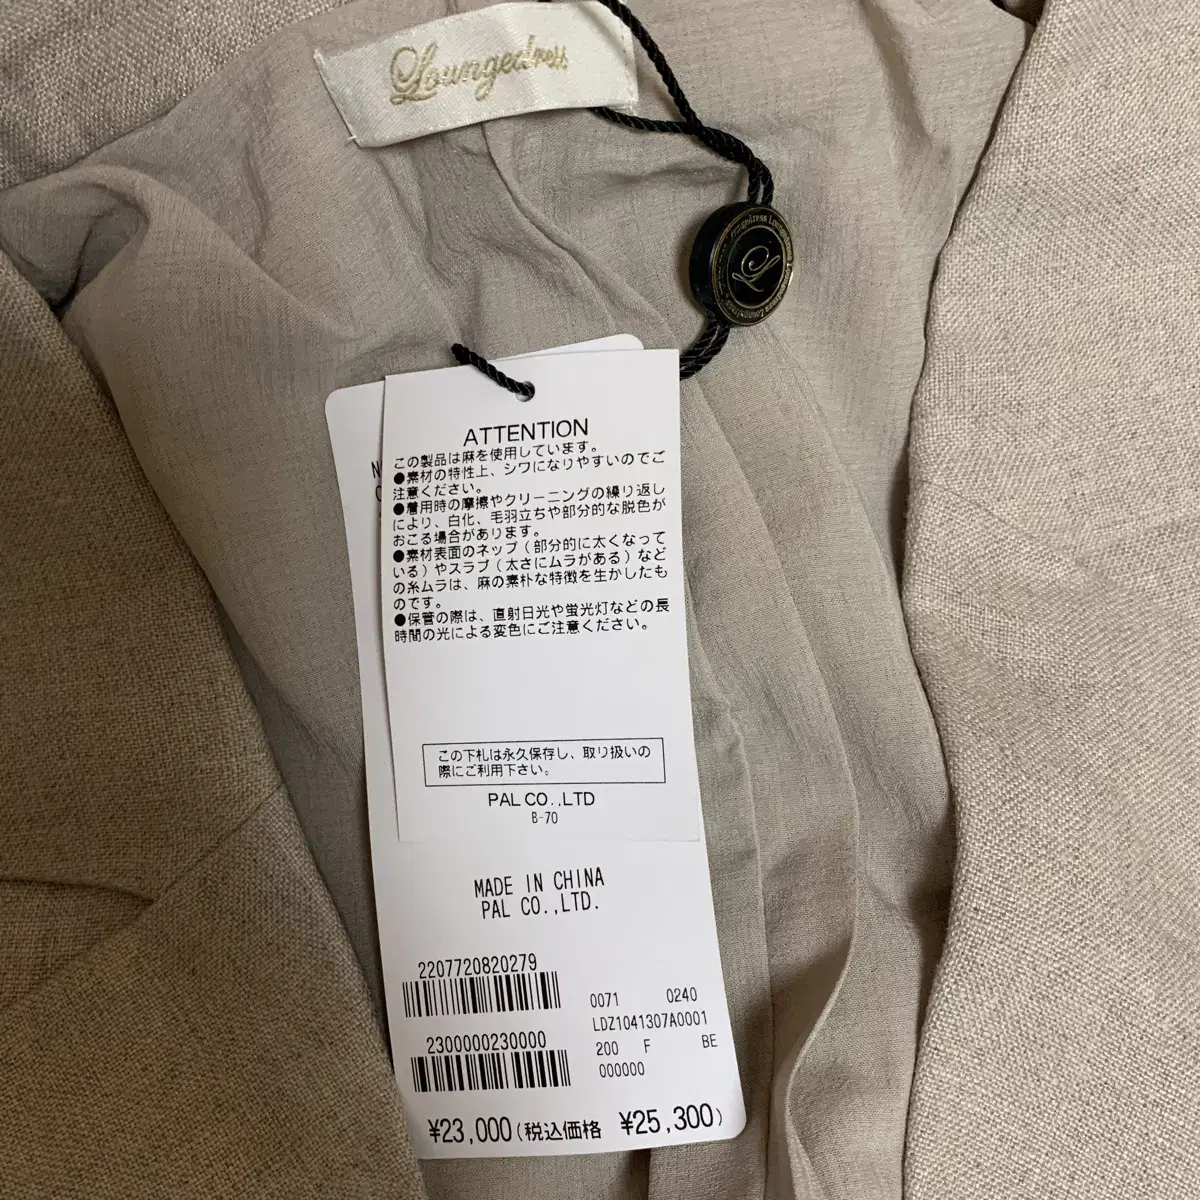 Loungedress
L
ATTENTION
この製品は麻を使用しています。
●素材の特性上、シワになりやすいのでご
注意ください。
●着用時の摩擦やクリーニングの繰り返し
により、白化、毛羽立ちや部分的な脱色が
おこる場合があります。
●素材表面のネップ(部分的に太くなって
いる)やスラブ(太さにムラがある)など
の糸ムラは、麻の素朴な特徴を生かしたも
のです。
●保管の際は、直射日光や蛍光灯などの長
時間の光による変色にご注意ください。
この下札は永久保存し、取り扱いの
際にご利用下さい。
PAL CO.,LTD
B-70
MADE IN CHINA
PAL CO.,LTD.
2207720820279
0071 0240
LDZ1041307A0001
2300000230000
200 F BE
000000
¥23,000(税込価格 ¥25,300)